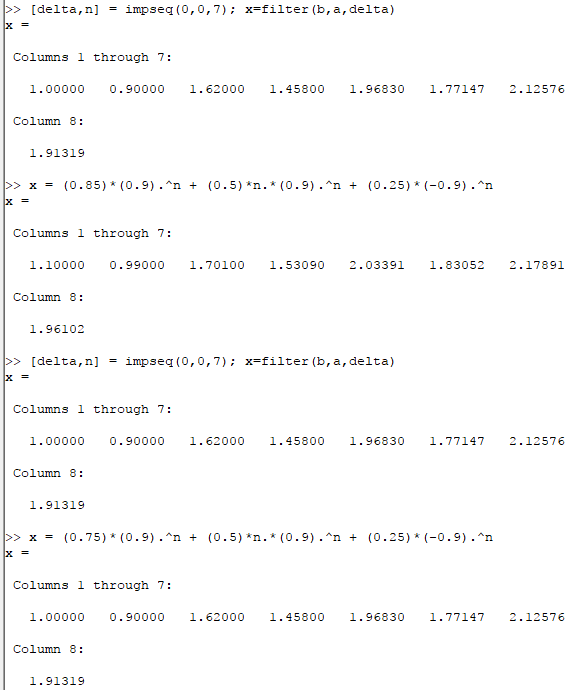 >> [delta,n] = impseq(0,0,7); x=filter(b,a,delta)
x =
Columns 1 through 7:
1.00000 0.90000 1.62000 1.45800 1.96830 1.77147 2.12576
Column 8:
1.91319
>> x = (0.85)*(0.9).^n + (0.5)*n.*(0.9).^n + (0.25)*(-0.9).^n
x =
Columns 1 through 7:
1.10000 0.99000 1.70100 1.53090 2.03391 1.83052 2.17891
Column 8:
1.96102
>> [delta,n] = impseq(0,0,7); x=filter(b,a,delta)
x =
Columns 1 through 7:
1.00000 0.90000 1.62000 1.45800 1.96830 1.77147 2.12576
Column 8:
1.91319
>> x = (0.75)*(0.9).^n + (0.5)*n.*(0.9).^n + (0.25)*(-0.9).^n
x =
Columns 1 through 7:
1.00000 0.90000 1.62000 1.45800 1.96830 1.77147 2.12576
Column 8:
1.91319